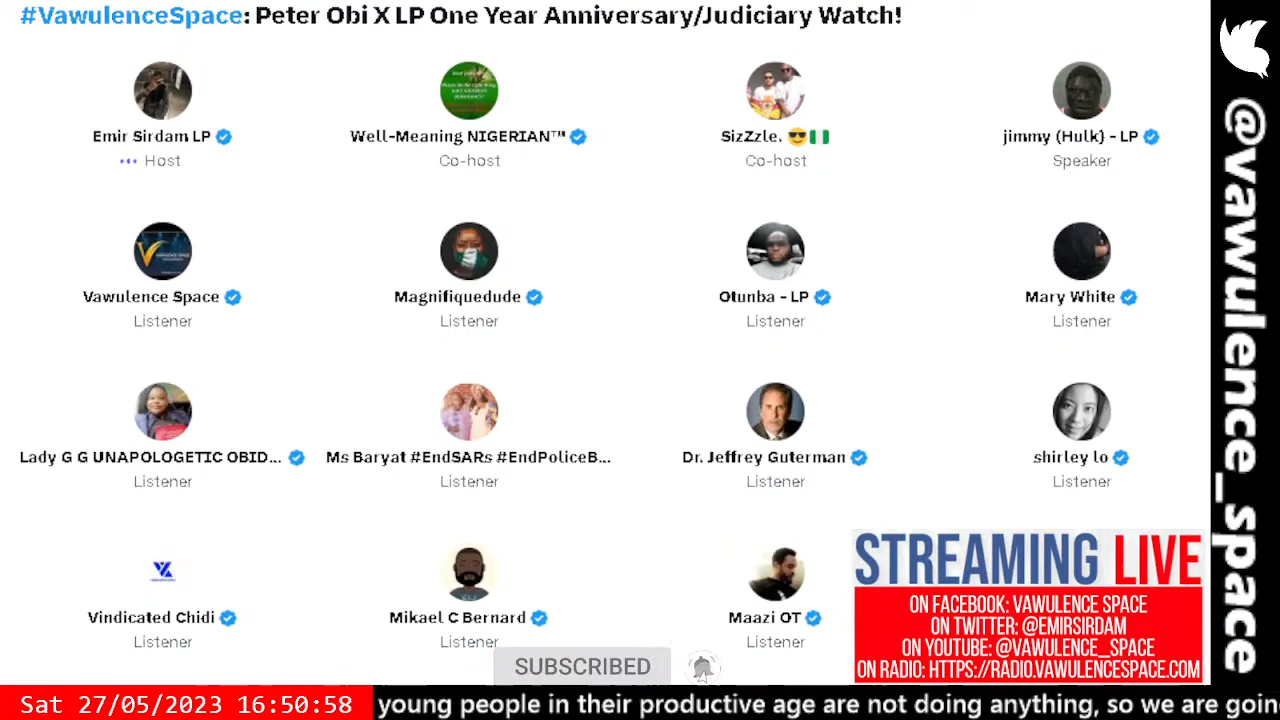 #VawulenceSpace: Peter Obi X LP One Year Anniversary/Judiciary Watch!
Emir Sirdam LP
Host
Well-Meaning NIGERIAN™
Co-host
SizZzle. 😎🇳🇬
Co-host
jimmy (Hulk) - LP
Speaker
Vawulence Space
Listener
Magnifiquedude
Listener
Otunba - LP
Listener
Mary White
Listener
Lady G G UNAPOLOGETIC OBID...
Listener
Ms Baryat #EndSARs #EndPoliceB...
Listener
Dr. Jeffrey Guterman
Listener
shirley lo
Listener
Vindicated Chidi
Listener
Mikael C Bernard
Listener
Maazi OT
Listener
STREAMING LIVE
ON FACEBOOK: VAWULENCE SPACE
ON TWITTER: @EMIRSIRDAM
ON YOUTUBE: @VAWULENCE_SPACE
ON RADIO: HTTPS://RADIO.VAWULENCESPACE.COM
SUBSCRIBED
@vawulence_space
Sat 27/05/2023 16:50:58
young people in their productive age are not doing anything, so we are goin